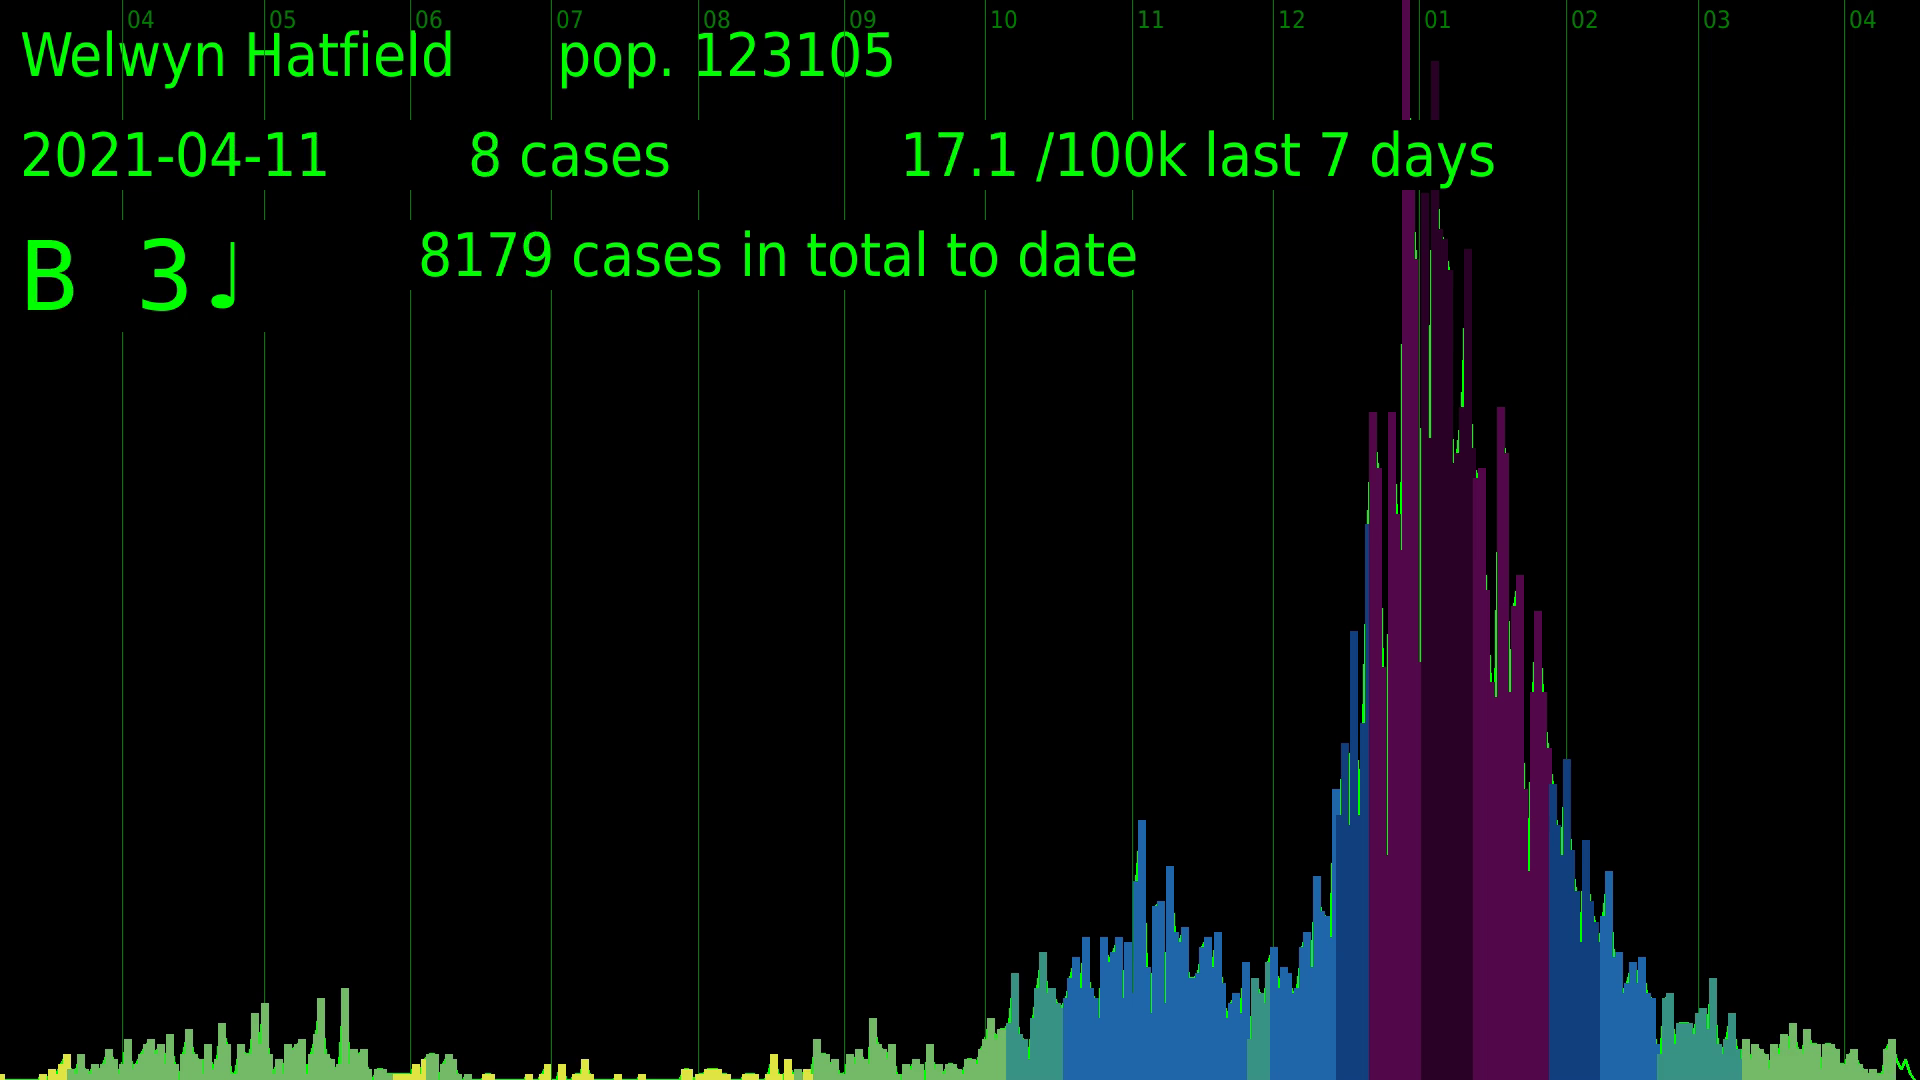 04 05 06 07 08 09 10 11 12 01 02 03 04
Welwyn Hatfield pop. 123105
2021-04-11 8 cases 17.1 /100k last 7 days
B 3♩ 8179 cases in total to date